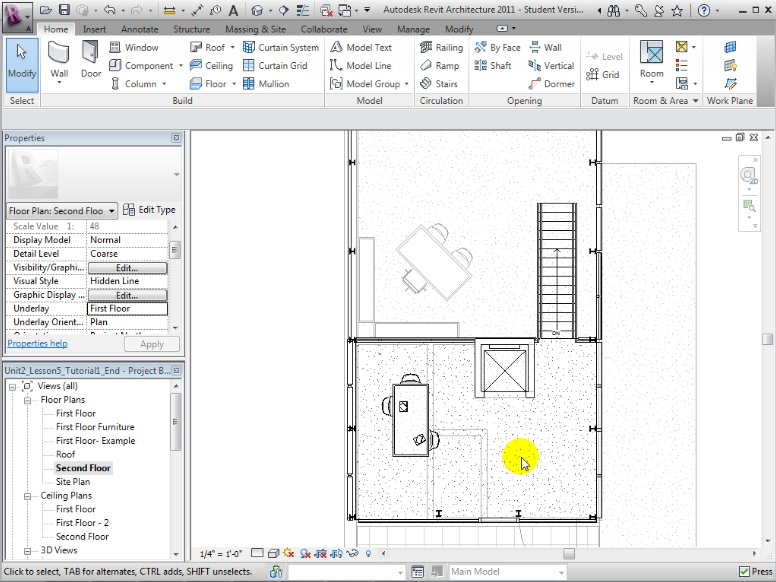 Autodesk Revit Architecture 2011 - Student Versi...
Home Insert Annotate Structure Massing & Site Collaborate View Manage Modify
Modify
Wall
Door
Window
Component
Column
Roof
Ceiling
Floor
Curtain System
Curtain Grid
Mullion
Model Text
Model Line
Model Group
Railing
Ramp
Stairs
By Face
Shaft
Wall
Vertical
Dormer
Level
Grid
Room
Select Build Model Circulation Opening Datum Room & Area Work Plane
Properties
Floor Plan: Second Floo
Edit Type
Scale Value 1: 48
Display Model Normal
Detail Level Coarse
Visibility/Graphi... Edit...
Visual Style Hidden Line
Graphic Display ... Edit...
Underlay First Floor
Underlay Orient... Plan
Properties help Apply
Unit2_Lesson5_Tutorial1_End - Project B...
Views (all)
Floor Plans
First Floor
First Floor Furniture
First Floor- Example
Roof
Second Floor
Site Plan
Ceiling Plans
First Floor
First Floor - 2
Second Floor
3D Views
DN
2D
1/4" = 1'-0"
Click to select, TAB for alternates, CTRL adds, SHIFT unselects.
Main Model
Press